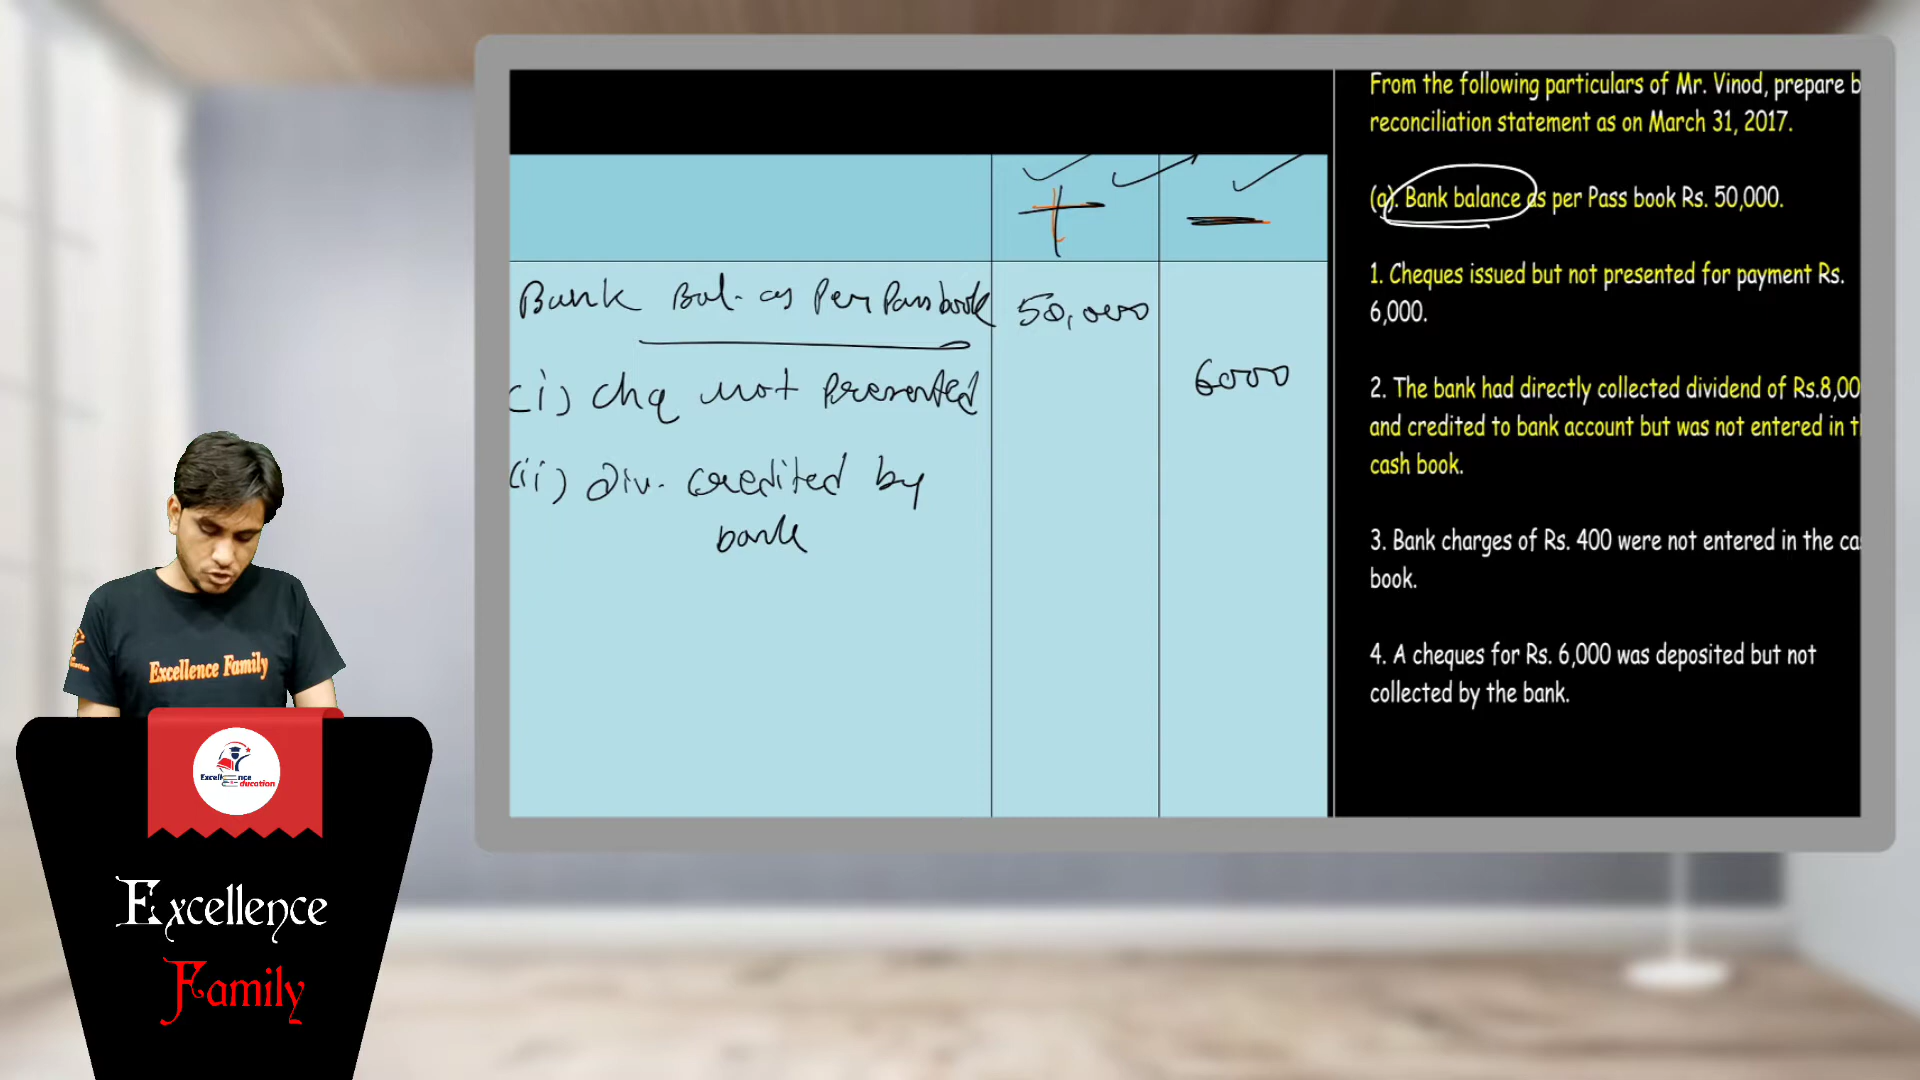 From the following particulars of Mr. Vinod, prepare b
reconciliation statement as on March 31, 2017.
(a). Bank balance as per Pass book Rs. 50,000.
1. Cheques issued but not presented for payment Rs.
6,000.
2. The bank had directly collected dividend of Rs.8,00
and credited to bank account but was not entered in t
cash book.
3. Bank charges of Rs. 400 were not entered in the ca
book.
4. A cheques for Rs. 6,000 was deposited but not
collected by the bank.
+ —
Bank Bal. as Per Passbook 50,000
(i) Chq not Presented 6000
(ii) Div. credited by
bank
Excellence Family
Excellence
Education
Excellence
Family